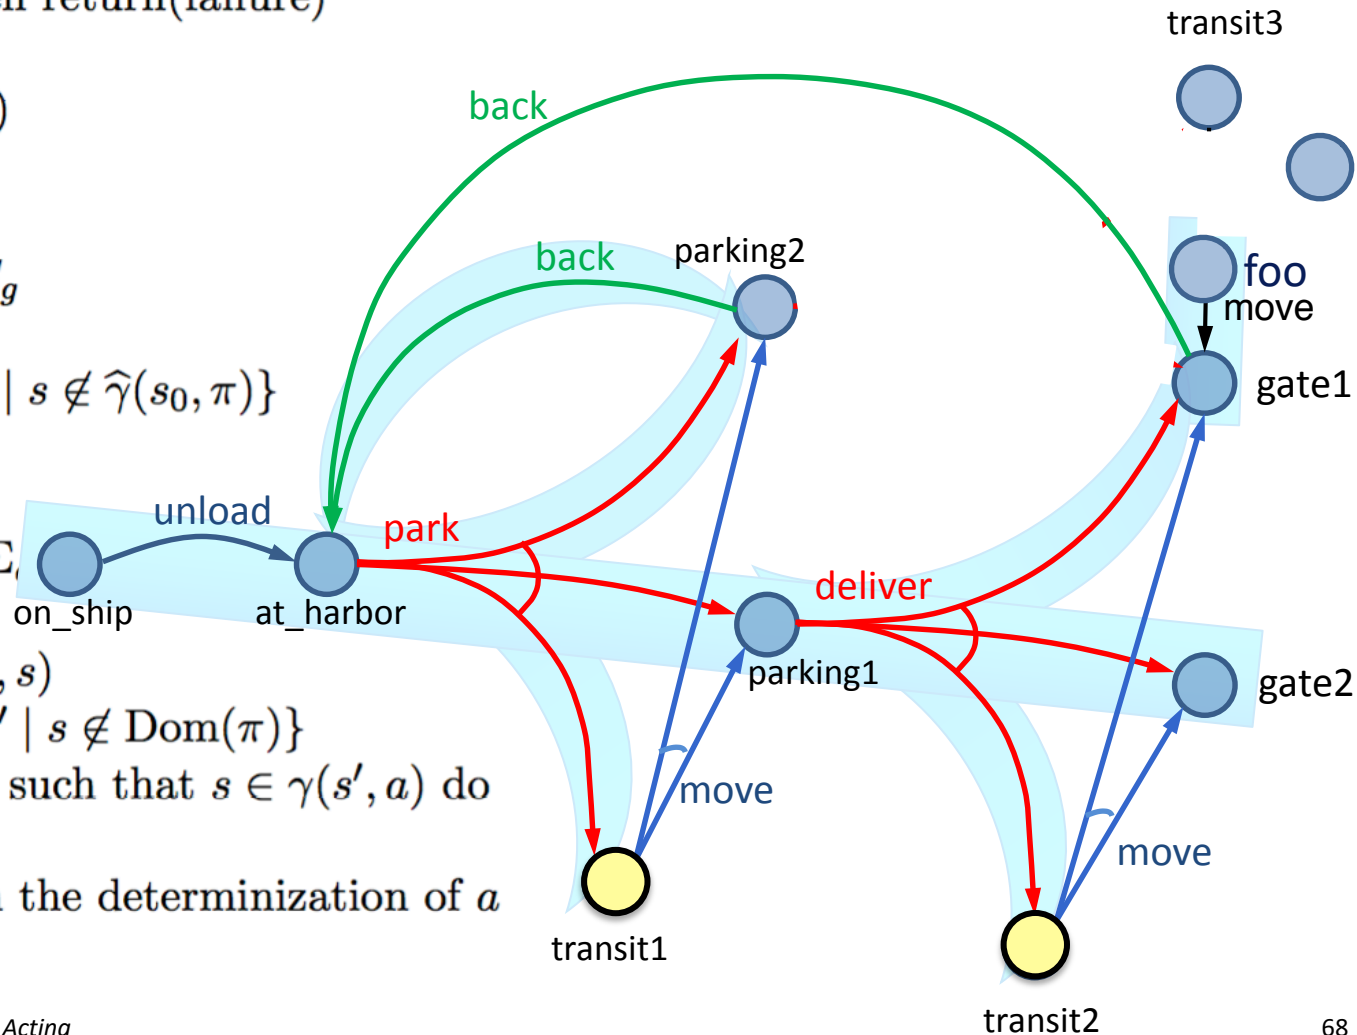 transit3
back
back
parking2
foo
move
gate1
g
| s ∉ γ̂(s₀, π)}
unload
park
deliver
on_ship
at_harbor
parking1
gate2
, s)
′ | s ∉ Dom(π)}
such that s ∈ γ(s′, a) do
move
move
the determinization of a
transit1
transit2
Acting
68